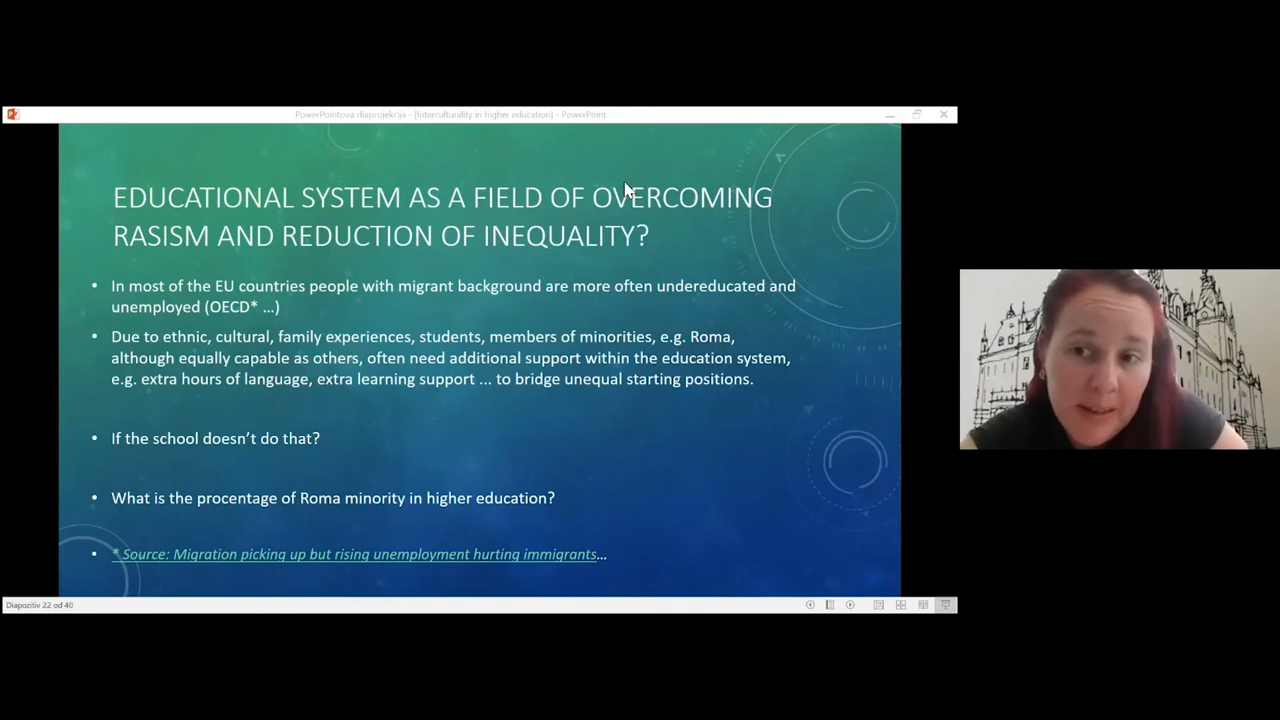 PowerPointova diaprojekcija - [Interculturality in higher education] - PowerPoint
EDUCATIONAL SYSTEM AS A FIELD OF OVERCOMING
RASISM AND REDUCTION OF INEQUALITY?
• In most of the EU countries people with migrant background are more often undereducated and
unemployed (OECD* ...)
• Due to ethnic, cultural, family experiences, students, members of minorities, e.g. Roma,
although equally capable as others, often need additional support within the education system,
e.g. extra hours of language, extra learning support ... to bridge unequal starting positions.
• If the school doesn't do that?
• What is the procentage of Roma minority in higher education?
• * Source: Migration picking up but rising unemployment hurting immigrants...
Diapozitiv 22 od 40